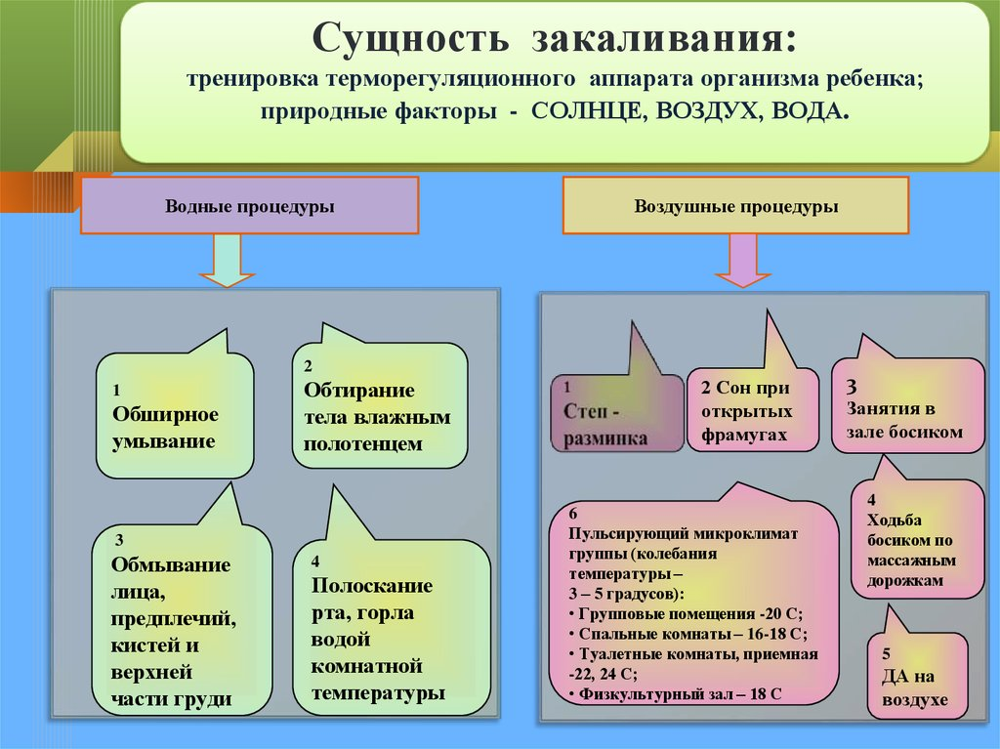 Сущность закаливания:
тренировка терморегуляционного аппарата организма ребенка;
природные факторы - СОЛНЦЕ, ВОЗДУХ, ВОДА.
Водные процедуры
Воздушные процедуры
1
Обширное
умывание
2
Обтирание
тела влажным
полотенцем
3
Обмывание
лица,
предплечий,
кистей и
верхней
части груди
4
Полоскание
рта, горла
водой
комнатной
температуры
1
Степ -
разминка
2 Сон при
открытых
фрамугах
3
Занятия в
зале босиком
4
Ходьба
босиком по
массажным
дорожкам
5
ДА на
воздухе
6
Пульсирующий микроклимат
группы (колебания
температуры –
3 – 5 градусов):
• Групповые помещения -20 С;
• Спальные комнаты – 16-18 С;
• Туалетные комнаты, приемная
-22, 24 С;
• Физкультурный зал – 18 С